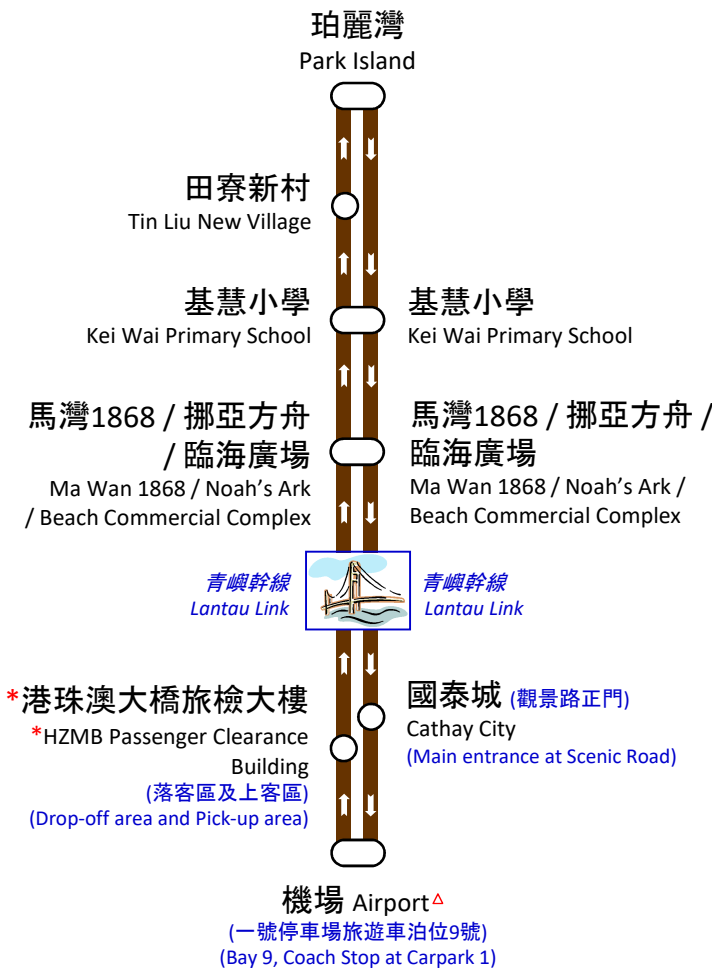 珀麗灣
Park Island
田寮新村
Tin Liu New Village
基慧小學
Kei Wai Primary School
基慧小學
Kei Wai Primary School
馬灣1868 / 挪亞方舟
/ 臨海廣場
Ma Wan 1868 / Noah's Ark
/ Beach Commercial Complex
馬灣1868 / 挪亞方舟 /
臨海廣場
Ma Wan 1868 / Noah's Ark /
Beach Commercial Complex
青嶼幹線
Lantau Link
青嶼幹線
Lantau Link
*港珠澳大橋旅檢大樓
*HZMB Passenger Clearance
Building
(落客區及上客區)
(Drop-off area and Pick-up area)
國泰城 (觀景路正門)
Cathay City
(Main entrance at Scenic Road)
機場 Airport△
(一號停車場旅遊車泊位9號)
(Bay 9, Coach Stop at Carpark 1)